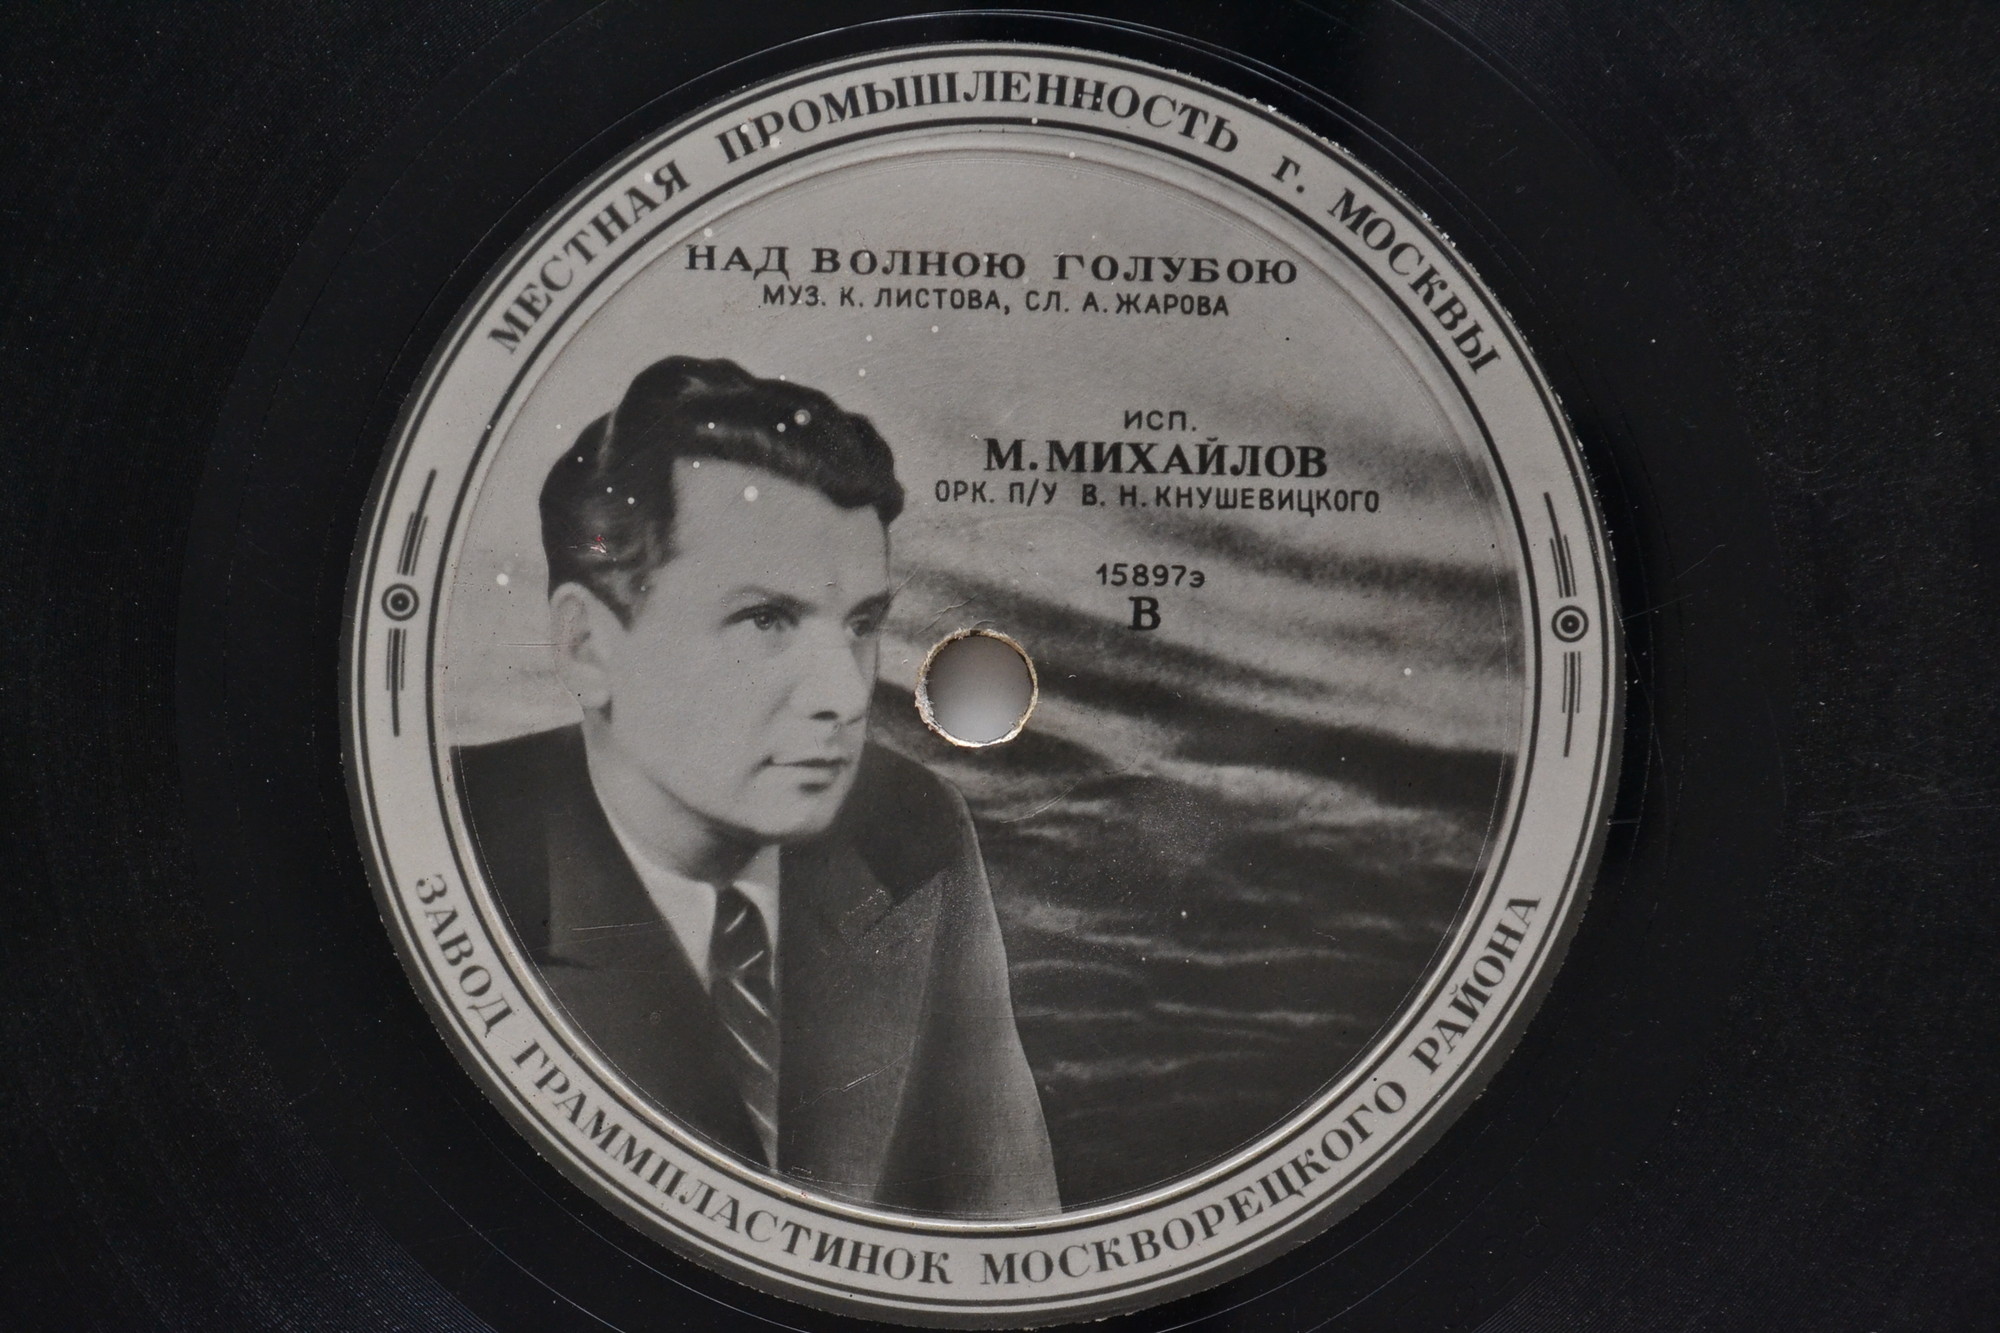 МЕСТНАЯ ПРОМЫШЛЕННОСТЬ Г. МОСКВЫ
НАД ВОЛНОЮ ГОЛУБОЮ
МУЗ. К. ЛИСТОВА, СЛ. А. ЖАРОВА
ИСП.
М. МИХАЙЛОВ
ОРК. П/У В. Н. КНУШЕВИЦКОГО
15897э
В
ЗАВОД ГРАММПЛАСТИНОК МОСКВОРЕЦКОГО РАЙОНА